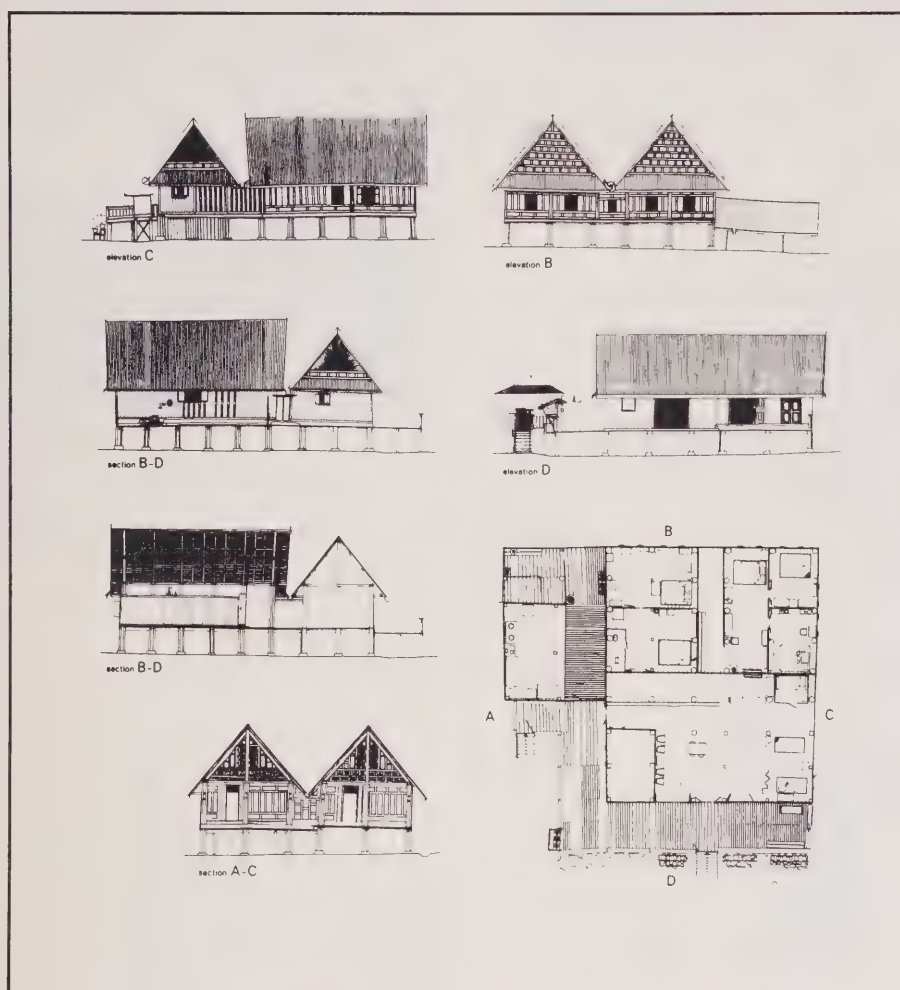 elevation C
elevation B
section B-D
elevation D
section B-D
B
A
C
section A-C
D